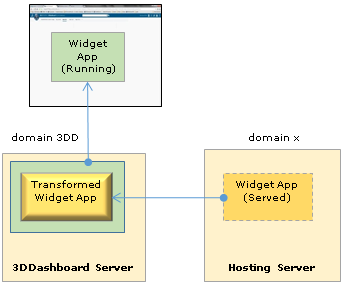 Widget
App
(Running)
domain 3DD
domain x
Transformed
Widget App
Widget App
(Served)
3DDashboard Server
Hosting Server